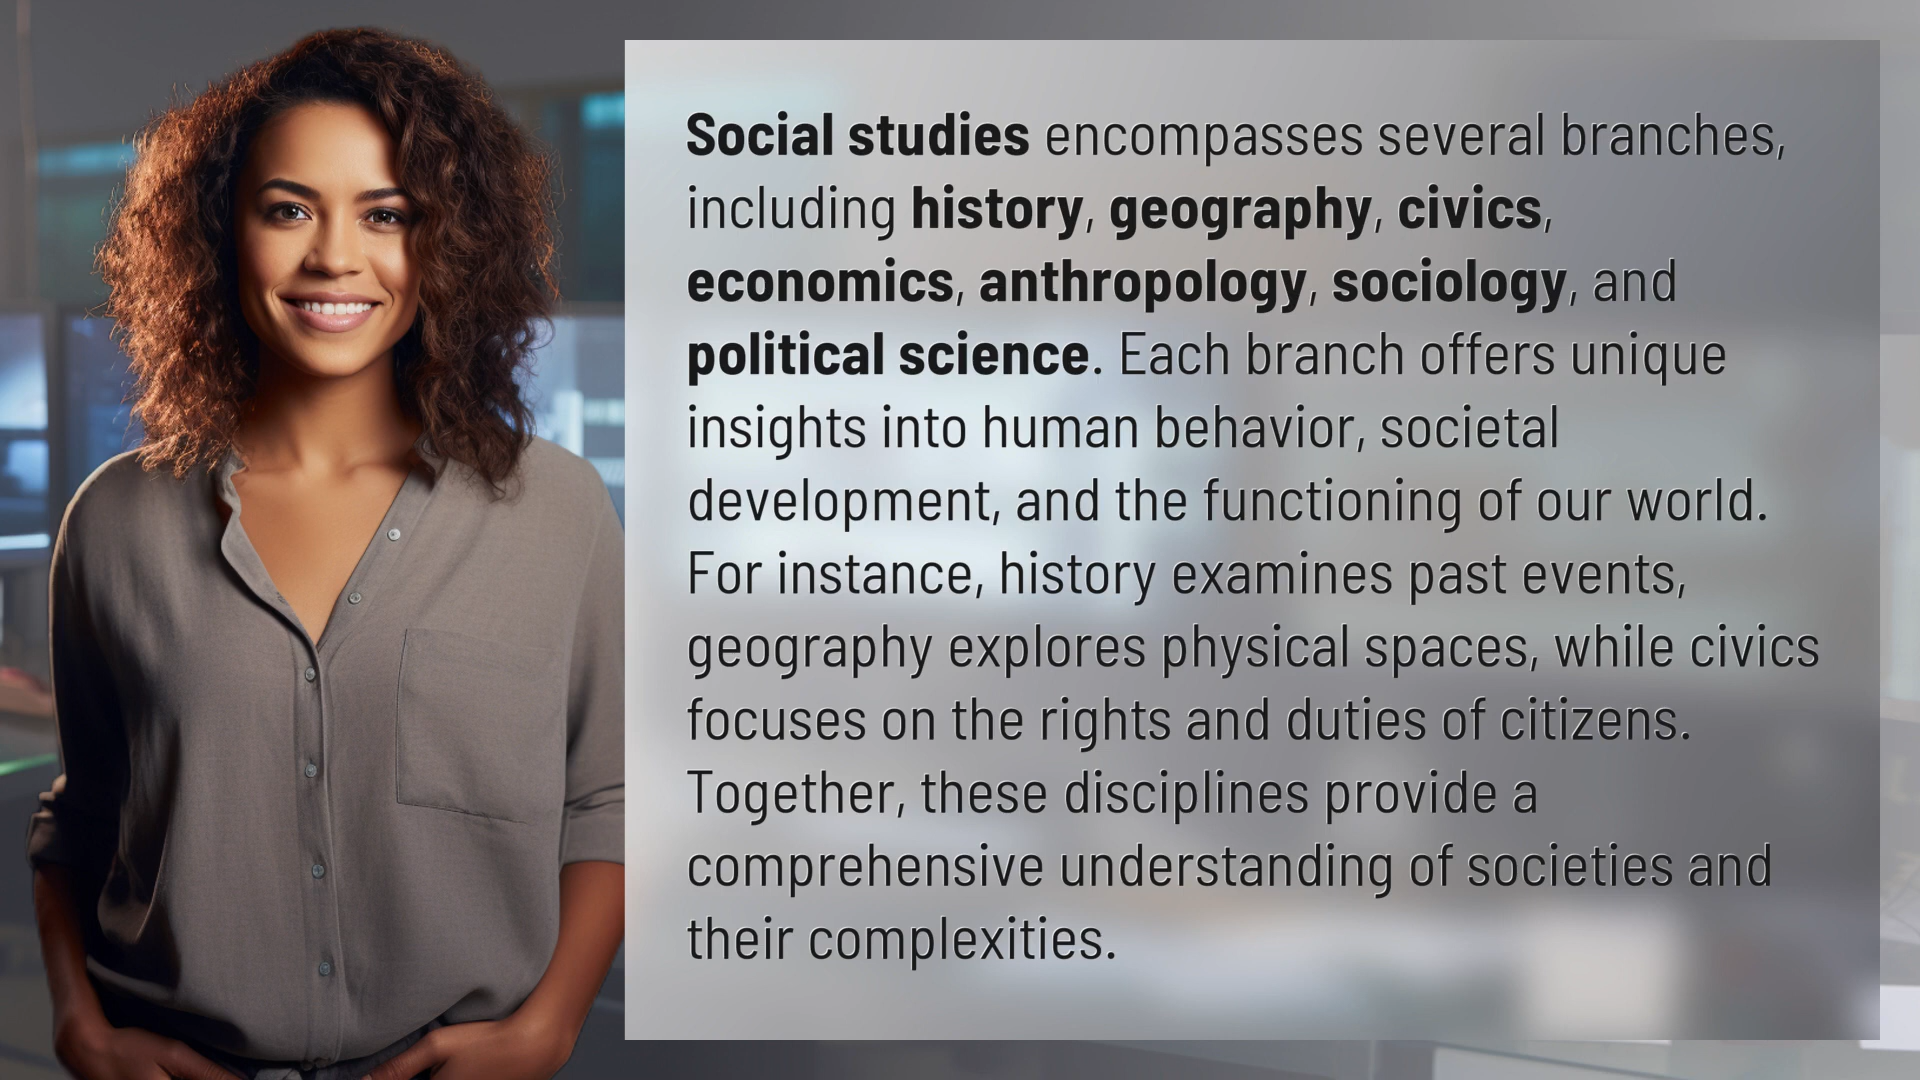 Social studies encompasses several branches,
including history, geography, civics,
economics, anthropology, sociology, and
political science. Each branch offers unique
insights into human behavior, societal
development, and the functioning of our world.
For instance, history examines past events,
geography explores physical spaces, while civics
focuses on the rights and duties of citizens.
Together, these disciplines provide a
comprehensive understanding of societies and
their complexities.